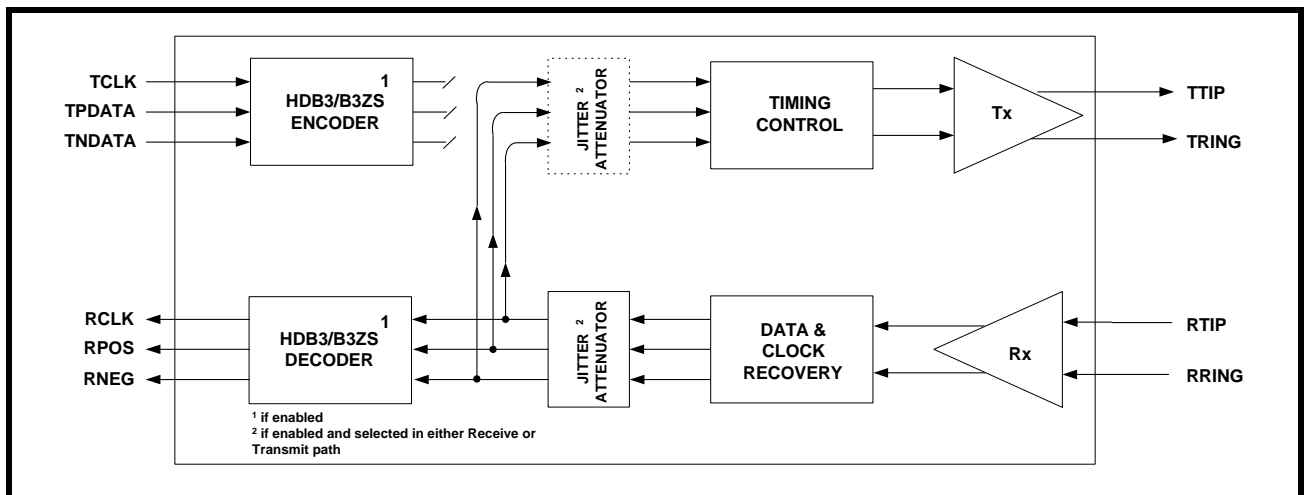 TCLK
TPDATA
TNDATA
HDB3/B3ZS 1
ENCODER
JITTER 2
ATTENUATOR
TIMING
CONTROL
Tx
TTIP
TRING
RCLK
RPOS
RNEG
HDB3/B3ZS 1
DECODER
JITTER 2
ATTENUATOR
DATA &
CLOCK
RECOVERY
Rx
RTIP
RRING
1 if enabled
2 if enabled and selected in either Receive or
Transmit path